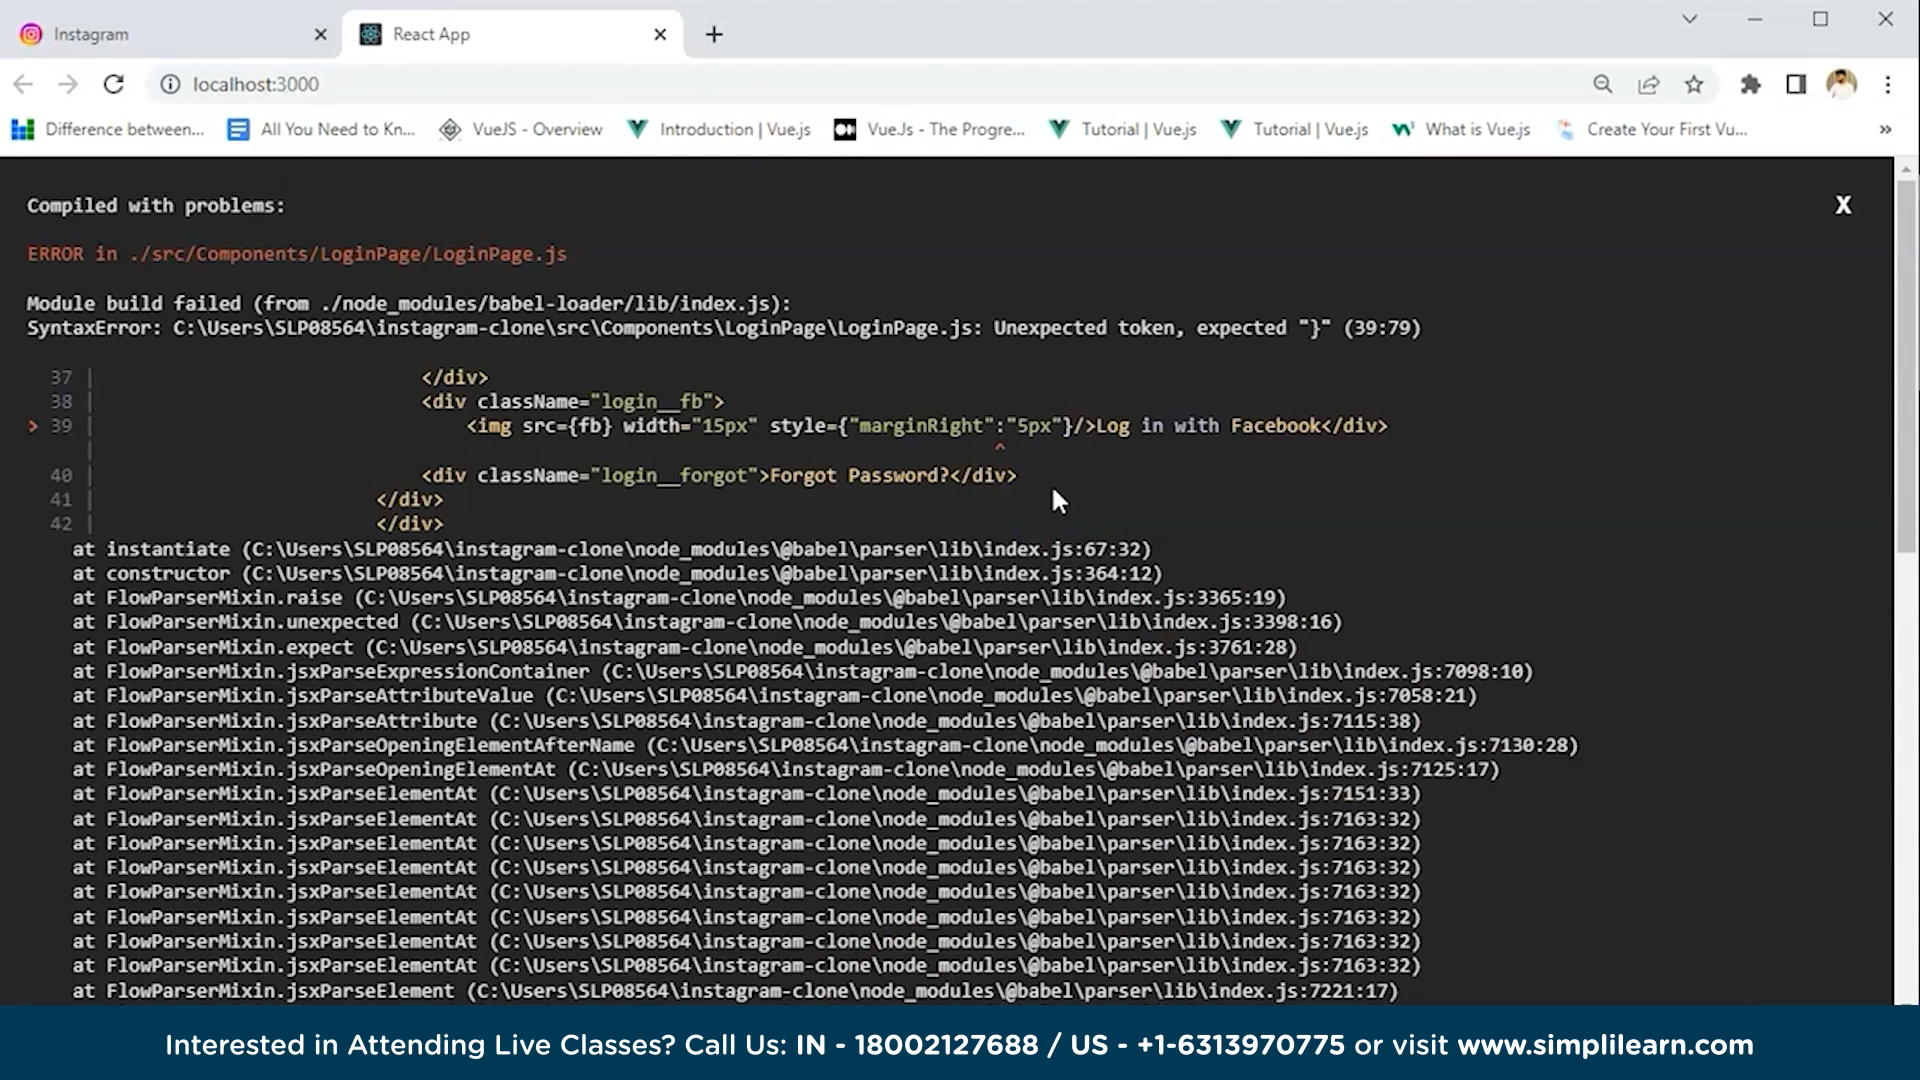 Instagram
React App
localhost:3000
Difference between...
All You Need to Kn...
VueJS - Overview
Introduction | Vue.js
VueJs - The Progre...
Tutorial | Vue.js
Tutorial | Vue.js
What is Vue.js
Create Your First Vu...
»
Compiled with problems:
X
ERROR in ./src/Components/LoginPage/LoginPage.js
Module build failed (from ./node_modules/babel-loader/lib/index.js):
SyntaxError: C:\Users\SLP08564\instagram-clone\src\Components\LoginPage\LoginPage.js: Unexpected token, expected "}" (39:79)
37 | </div>
38 | <div className="login__fb">
> 39 | <img src={fb} width="15px" style={"marginRight":"5px"}/>Log in with Facebook</div>
| ^
40 | <div className="login__forgot">Forgot Password?</div>
41 | </div>
42 | </div>
at instantiate (C:\Users\SLP08564\instagram-clone\node_modules\@babel\parser\lib\index.js:67:32)
at constructor (C:\Users\SLP08564\instagram-clone\node_modules\@babel\parser\lib\index.js:364:12)
at FlowParserMixin.raise (C:\Users\SLP08564\instagram-clone\node_modules\@babel\parser\lib\index.js:3365:19)
at FlowParserMixin.unexpected (C:\Users\SLP08564\instagram-clone\node_modules\@babel\parser\lib\index.js:3398:16)
at FlowParserMixin.expect (C:\Users\SLP08564\instagram-clone\node_modules\@babel\parser\lib\index.js:3761:28)
at FlowParserMixin.jsxParseExpressionContainer (C:\Users\SLP08564\instagram-clone\node_modules\@babel\parser\lib\index.js:7098:10)
at FlowParserMixin.jsxParseAttributeValue (C:\Users\SLP08564\instagram-clone\node_modules\@babel\parser\lib\index.js:7058:21)
at FlowParserMixin.jsxParseAttribute (C:\Users\SLP08564\instagram-clone\node_modules\@babel\parser\lib\index.js:7115:38)
at FlowParserMixin.jsxParseOpeningElementAfterName (C:\Users\SLP08564\instagram-clone\node_modules\@babel\parser\lib\index.js:7130:28)
at FlowParserMixin.jsxParseOpeningElementAt (C:\Users\SLP08564\instagram-clone\node_modules\@babel\parser\lib\index.js:7125:17)
at FlowParserMixin.jsxParseElementAt (C:\Users\SLP08564\instagram-clone\node_modules\@babel\parser\lib\index.js:7151:33)
at FlowParserMixin.jsxParseElementAt (C:\Users\SLP08564\instagram-clone\node_modules\@babel\parser\lib\index.js:7163:32)
at FlowParserMixin.jsxParseElementAt (C:\Users\SLP08564\instagram-clone\node_modules\@babel\parser\lib\index.js:7163:32)
at FlowParserMixin.jsxParseElementAt (C:\Users\SLP08564\instagram-clone\node_modules\@babel\parser\lib\index.js:7163:32)
at FlowParserMixin.jsxParseElementAt (C:\Users\SLP08564\instagram-clone\node_modules\@babel\parser\lib\index.js:7163:32)
at FlowParserMixin.jsxParseElementAt (C:\Users\SLP08564\instagram-clone\node_modules\@babel\parser\lib\index.js:7163:32)
at FlowParserMixin.jsxParseElementAt (C:\Users\SLP08564\instagram-clone\node_modules\@babel\parser\lib\index.js:7163:32)
at FlowParserMixin.jsxParseElementAt (C:\Users\SLP08564\instagram-clone\node_modules\@babel\parser\lib\index.js:7163:32)
at FlowParserMixin.jsxParseElement (C:\Users\SLP08564\instagram-clone\node_modules\@babel\parser\lib\index.js:7221:17)
Interested in Attending Live Classes? Call Us: IN - 18002127688 / US - +1-6313970775 or visit www.simplilearn.com